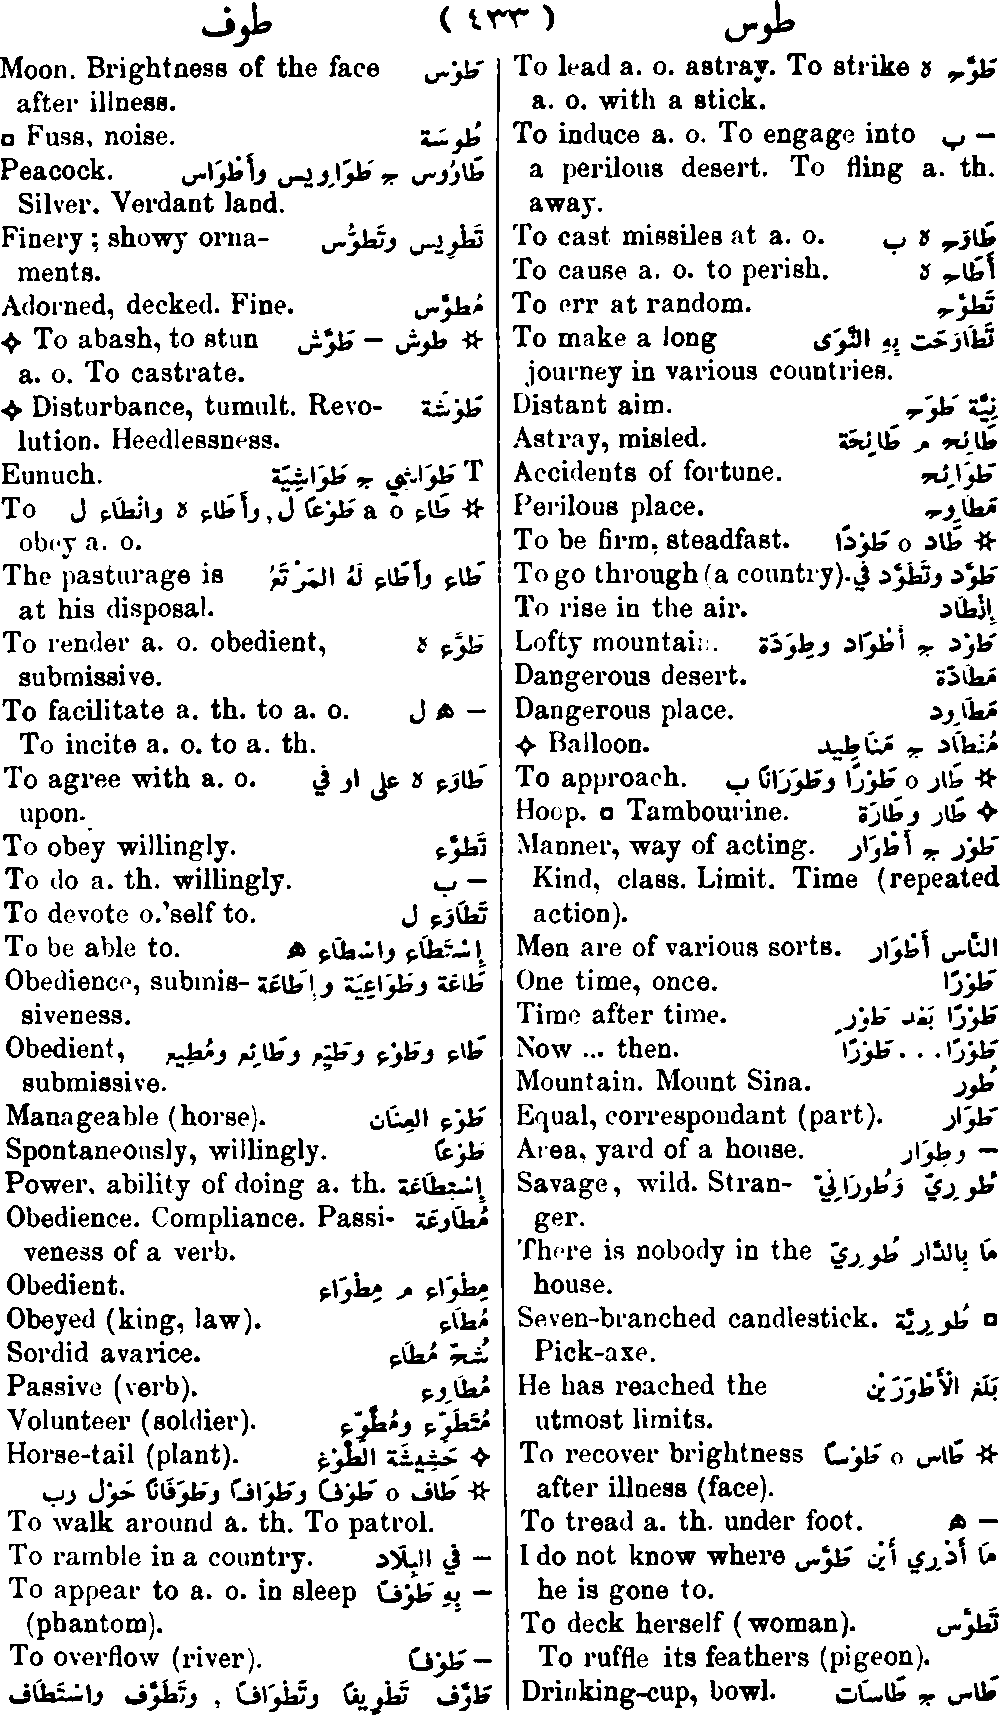 طوس ( ٤٣٣ ) طوف
To lead a. o. astray. To strike طَوَّح ه
a. o. with a stick.
To induce a. o. To engage into – ب
a perilous desert. To fling a. th.
away.
To cast missiles at a. o. طَاوَح ه ب
To cause a. o. to perish. أَطَاح ه
To err at random. تَطَوَّح
To make a long تَطَاوَحَت بِهِ النَّوَى
journey in various countries.
Distant aim. نِيَّة طَوَح
Astray, misled. طَائِح م طَائِحَة
Accidents of fortune. طَوَائِح
Perilous place. مَطَاوِح
To be firm, steadfast. ☆ طَاد o طَوْدًا
To go through (a country). طَوَّد وتَطَوَّد في
To rise in the air. إِنْطَاد
Lofty mountain. طَوْد ج أَطْوَاد وطِوَدَة
Dangerous desert. مَطَادَة
Dangerous place. مَطَاوِد
✧ Balloon. مُنْطَاد ج مَنَاطِيد
To approach. ☆ طَار o طَوْرًا وطَوَرَانًا ب
Hoop. ▫ Tambourine. ✧ طَار وطَارَة
Manner, way of acting. طَوْر ج أَطْوَار
Kind, class. Limit. Time (repeated
action).
Men are of various sorts. النَّاس أَطْوَار
One time, once. طَوْرًا
Time after time. طَوْرًا بَعْد طَوْرٍ
Now ... then. طَوْرًا . . . طَوْرًا
Mountain. Mount Sina. طُور
Equal, correspondant (part). طَوَار
Area, yard of a house. – وطِوَار
Savage, wild. Stran- طُورِيّ وَطُورَانِيّ
ger.
There is nobody in the مَا بِالدَّار طُورِيّ
house.
Seven-branched candlestick. ▫ طُورِيَّة
Pick-axe.
He has reached the بَلَغ الْأَطْوَرَيْن
utmost limits.
To recover brightness ☆ طَاس o طَوْسًا
after illness (face).
To tread a. th. under foot. – ه
I do not know where مَا أَدْرِي أَيْن طَوَّس
he is gone to.
To deck herself (woman). تَطَوَّس
To ruffle its feathers (pigeon).
Drinking-cup, bowl. طَاس ج طَاسَات
Moon. Brightness of the face طَوْس
after illness.
▫ Fuss, noise. طُوسَة
Peacock. طَاوُوس ج طَوَاوِيس وأَطْوَاس
Silver. Verdant land.
Finery ; showy orna- تَطْوِيس وتَطَوُّس
ments.
Adorned, decked. Fine. مُطَوَّس
✧ To abash, to stun ☆ طوش – طَوَّش
a. o. To castrate.
✧ Disturbance, tumult. Revo- طَوْشَة
lution. Heedlessness.
Eunuch. T طَوَاشِي ج طَوَاشِيَّة
To ☆ طَاع a o طَوْعًا ل, وأَطَاع ه وانْطَاع ل
obey a. o.
The pasturage is طَاع وأَطَاع لَهُ المَرْتَعُ
at his disposal.
To render a. o. obedient, طَوَّع ه
submissive.
To facilitate a. th. to a. o. – ه ل
To incite a. o. to a. th.
To agree with a. o. طَاوَع ه على او في
upon.
To obey willingly. تَطَوَّع
To do a. th. willingly. – ب
To devote o.'self to. تَطَاوَع ل
To be able to. إِسْتَطَاع واسْطَاع ه
Obedience, submis- طَاعَة وطَوَاعِيَة وإِطَاعَة
siveness.
Obedient, طَاع وطَوْع وطَيِّع وطَائِع ومُطِيع
submissive.
Manageable (horse). طَوْع العِنَان
Spontaneously, willingly. طَوْعًا
Power, ability of doing a. th. إِسْتِطَاعَة
Obedience. Compliance. Passi- مُطَاوَعَة
veness of a verb.
Obedient. مِطْوَاع م مِطْوَاع
Obeyed (king, law). مُطَاع
Sordid avarice. شُحّ مُطَاع
Passive (verb). مُطَاوِع
Volunteer (soldier). مُتَطَوِّع ومُطَّوِّع
Horse-tail (plant). ✧ حَشِيشَة الطَّوْغ
☆ طَاف o طَوْفًا وطَوَافًا وطَوَفَانًا حَوْل وب
To walk around a. th. To patrol.
To ramble in a country. – في البِلَاد
To appear to a. o. in sleep – بِهِ طَوْفًا
(phantom).
To overflow (river). – طَوْفًا
طَوَّف تَطْوِيفًا وتَطْوَافًا , وتَطَوَّف واسْتَطَاف